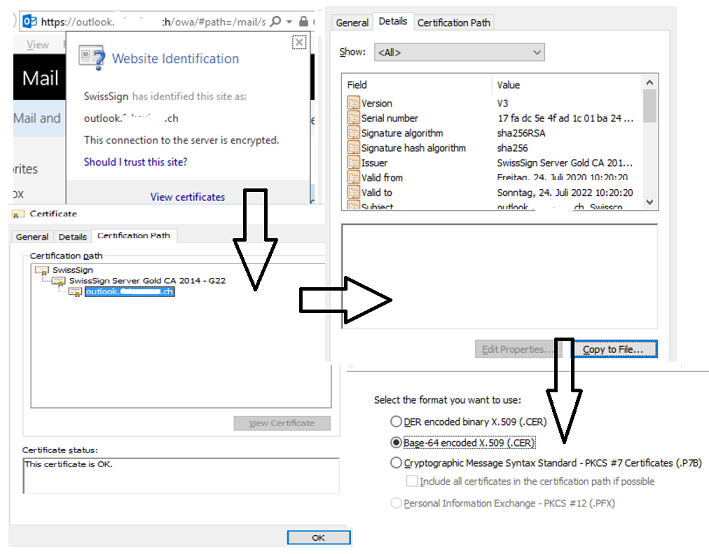 https://outlook. .ch/owa/#path=/mail/s
View
Mail
Mail and
rites
ox
Website Identification
SwissSign has identified this site as:
outlook. .ch
This connection to the server is encrypted.
Should I trust this site?
View certificates
Certificate
General Details Certification Path
Certification path
SwissSign
SwissSign Server Gold CA 2014 - G22
outlook. .ch
View Certificate
Certificate status:
This certificate is OK.
OK
General Details Certification Path
Show: <All>
Field Value
Version V3
Serial number 17 fa dc 5e 4f ad 1c 01 ba 24 ...
Signature algorithm sha256RSA
Signature hash algorithm sha256
Issuer SwissSign Server Gold CA 201...
Valid from Freitag, 24. Juli 2020 10:20:20
Valid to Sonntag, 24. Juli 2022 10:20:20
Subject outlook. .ch, Swissco...
Edit Properties... Copy to File...
Select the format you want to use:
DER encoded binary X.509 (.CER)
Base-64 encoded X.509 (.CER)
Cryptographic Message Syntax Standard - PKCS #7 Certificates (.P7B)
Include all certificates in the certification path if possible
Personal Information Exchange - PKCS #12 (.PFX)